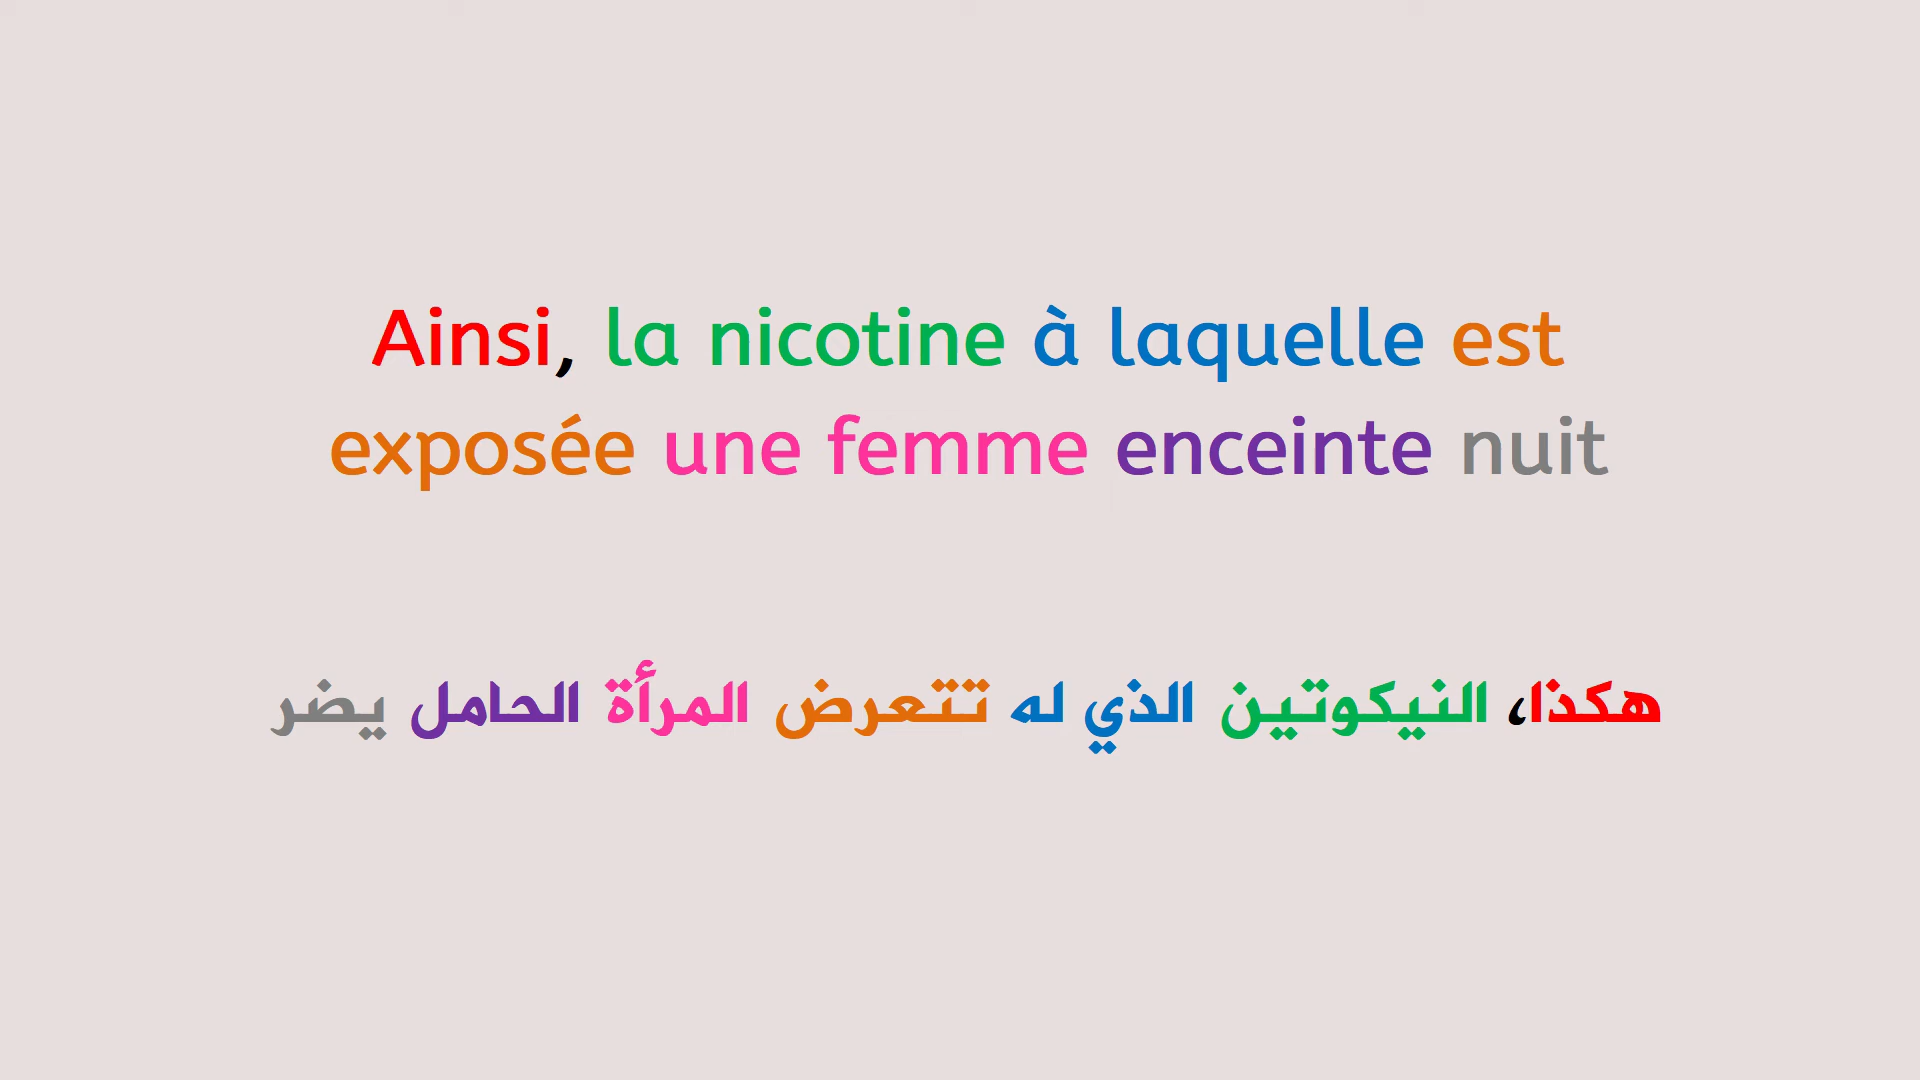 Ainsi, la nicotine à laquelle est
exposée une femme enceinte nuit
هكذا، النيكوتين الذي له تتعرض المرأة الحامل يضر